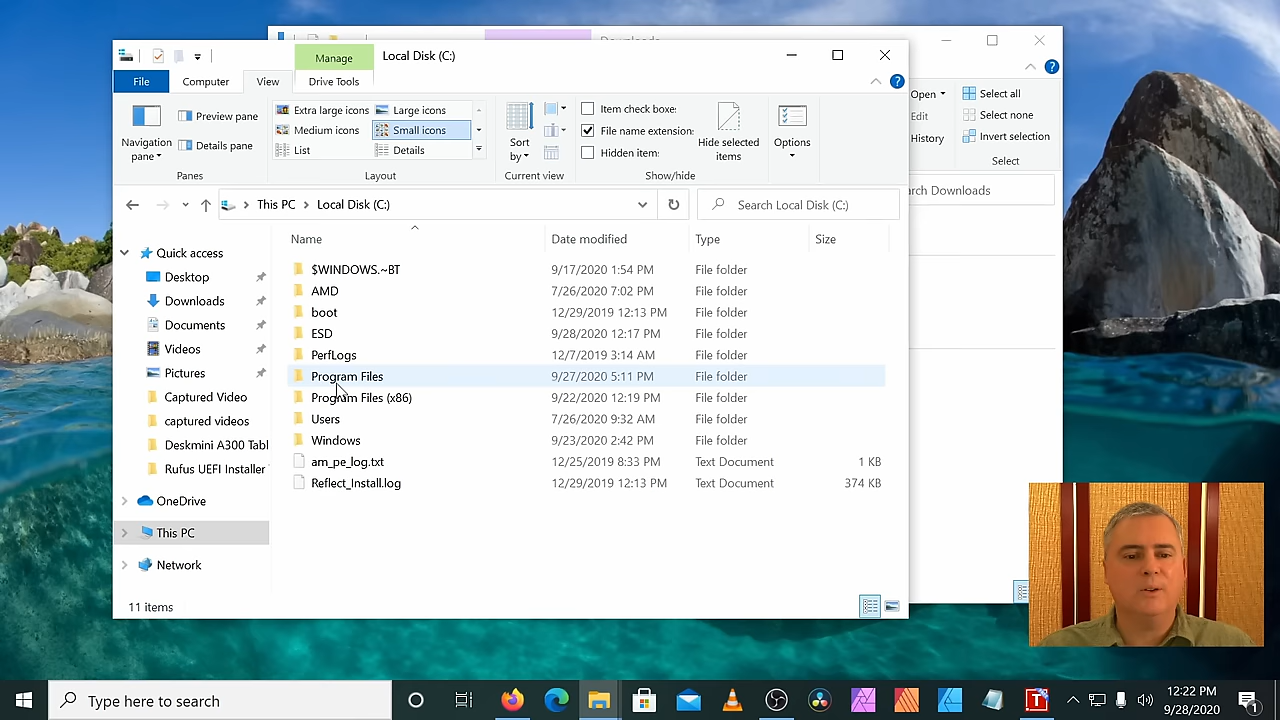 Downloads
Manage
Local Disk (C:)
File
Computer
View
Drive Tools
Navigation pane
Preview pane
Details pane
Panes
Extra large icons
Large icons
Medium icons
Small icons
List
Details
Layout
Sort by
Current view
Item check boxes
File name extension:
Hidden item:
Hide selected items
Show/hide
Options
Open
Edit
History
Select all
Select none
Invert selection
Select
This PC > Local Disk (C:)
Search Local Disk (C:)
rch Downloads
Quick access
Desktop
Downloads
Documents
Videos
Pictures
Captured Video
captured videos
Deskmini A300 Tabl
Rufus UEFI Installer
OneDrive
This PC
Network
Name Date modified Type Size
$WINDOWS.~BT 9/17/2020 1:54 PM File folder
AMD 7/26/2020 7:02 PM File folder
boot 12/29/2019 12:13 PM File folder
ESD 9/28/2020 12:17 PM File folder
PerfLogs 12/7/2019 3:14 AM File folder
Program Files 9/27/2020 5:11 PM File folder
Program Files (x86) 9/22/2020 12:19 PM File folder
Users 7/26/2020 9:32 AM File folder
Windows 9/23/2020 2:42 PM File folder
am_pe_log.txt 12/25/2019 8:33 PM Text Document 1 KB
Reflect_Install.log 12/29/2019 12:13 PM Text Document 374 KB
11 items
Type here to search
12:22 PM
9/28/2020
1